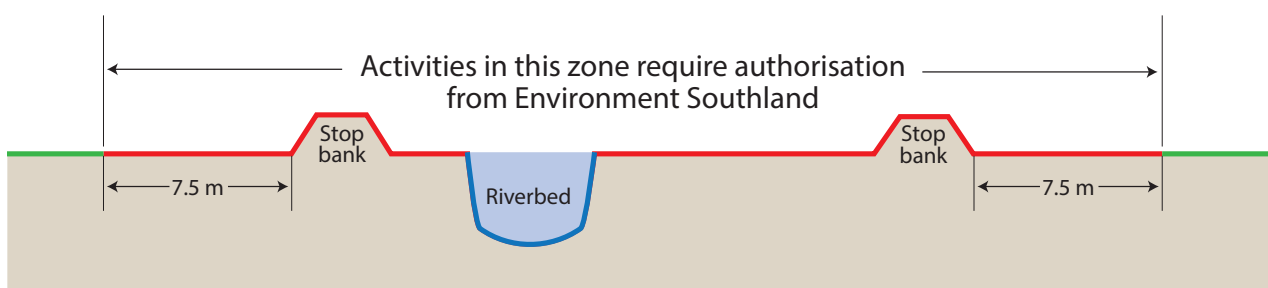 Activities in this zone require authorisation
from Environment Southland
Stop
bank
Stop
bank
7.5 m
Riverbed
7.5 m